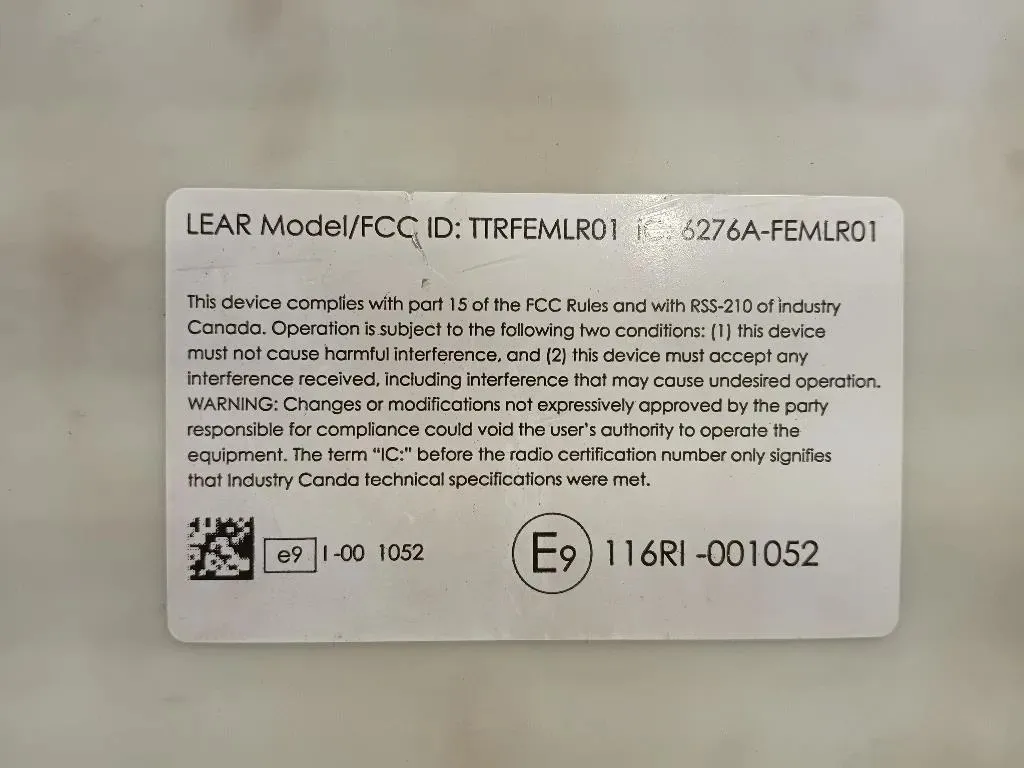 LEAR Model/FCC ID: TTRFEMLR01 IC: 6276A-FEMLR01
This device complies with part 15 of the FCC Rules and with RSS-210 of industry
Canada. Operation is subject to the following two conditions: (1) this device
must not cause harmful interference, and (2) this device must accept any
interference received, including interference that may cause undesired operation.
WARNING: Changes or modifications not expressively approved by the party
responsible for compliance could void the user's authority to operate the
equipment. The term "IC:" before the radio certification number only signifies
that Industry Canda technical specifications were met.
e9 I-00 1052
E9 116RI-001052